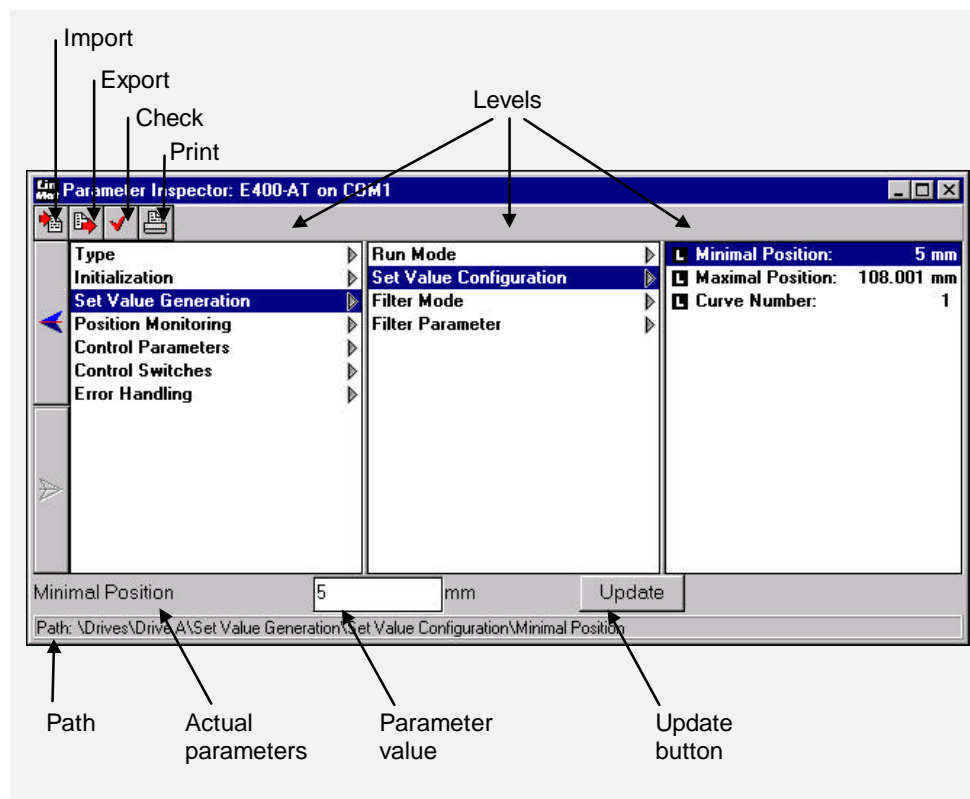 Import
Export
Check
Print
Levels
Lin
Mot
Parameter Inspector: E400-AT on COM1
Type
Initialization
Set Value Generation
Position Monitoring
Control Parameters
Control Switches
Error Handling
Run Mode
Set Value Configuration
Filter Mode
Filter Parameter
L Minimal Position: 5 mm
L Maximal Position: 108.001 mm
L Curve Number: 1
Minimal Position 5 mm Update
Path: \Drives\Drive A\Set Value Generation\Set Value Configuration\Minimal Position
Path
Actual
parameters
Parameter
value
Update
button